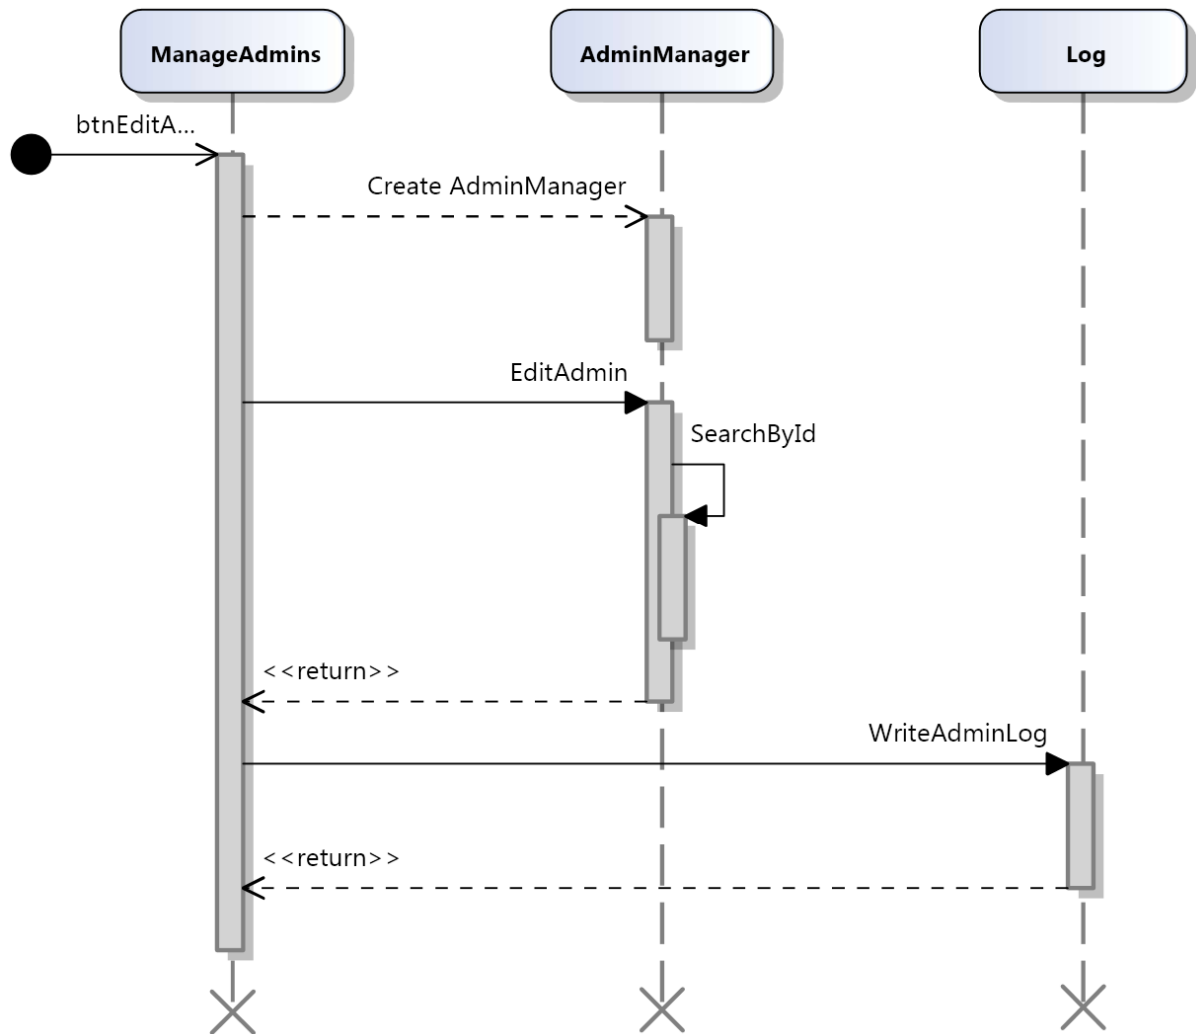 ManageAdmins
AdminManager
Log
btnEditA...
Create AdminManager
EditAdmin
SearchById
<<return>>
WriteAdminLog
<<return>>